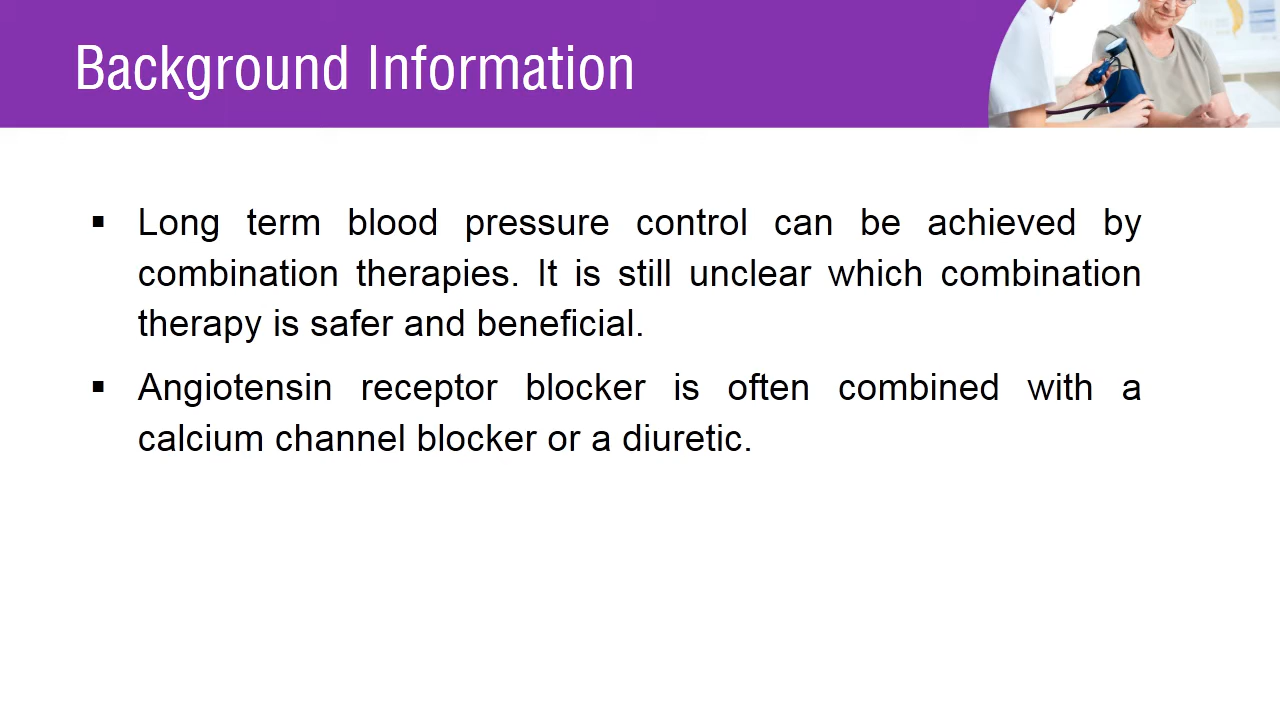 Background Information
▪ Long term blood pressure control can be achieved by
combination therapies. It is still unclear which combination
therapy is safer and beneficial.
▪ Angiotensin receptor blocker is often combined with a
calcium channel blocker or a diuretic.